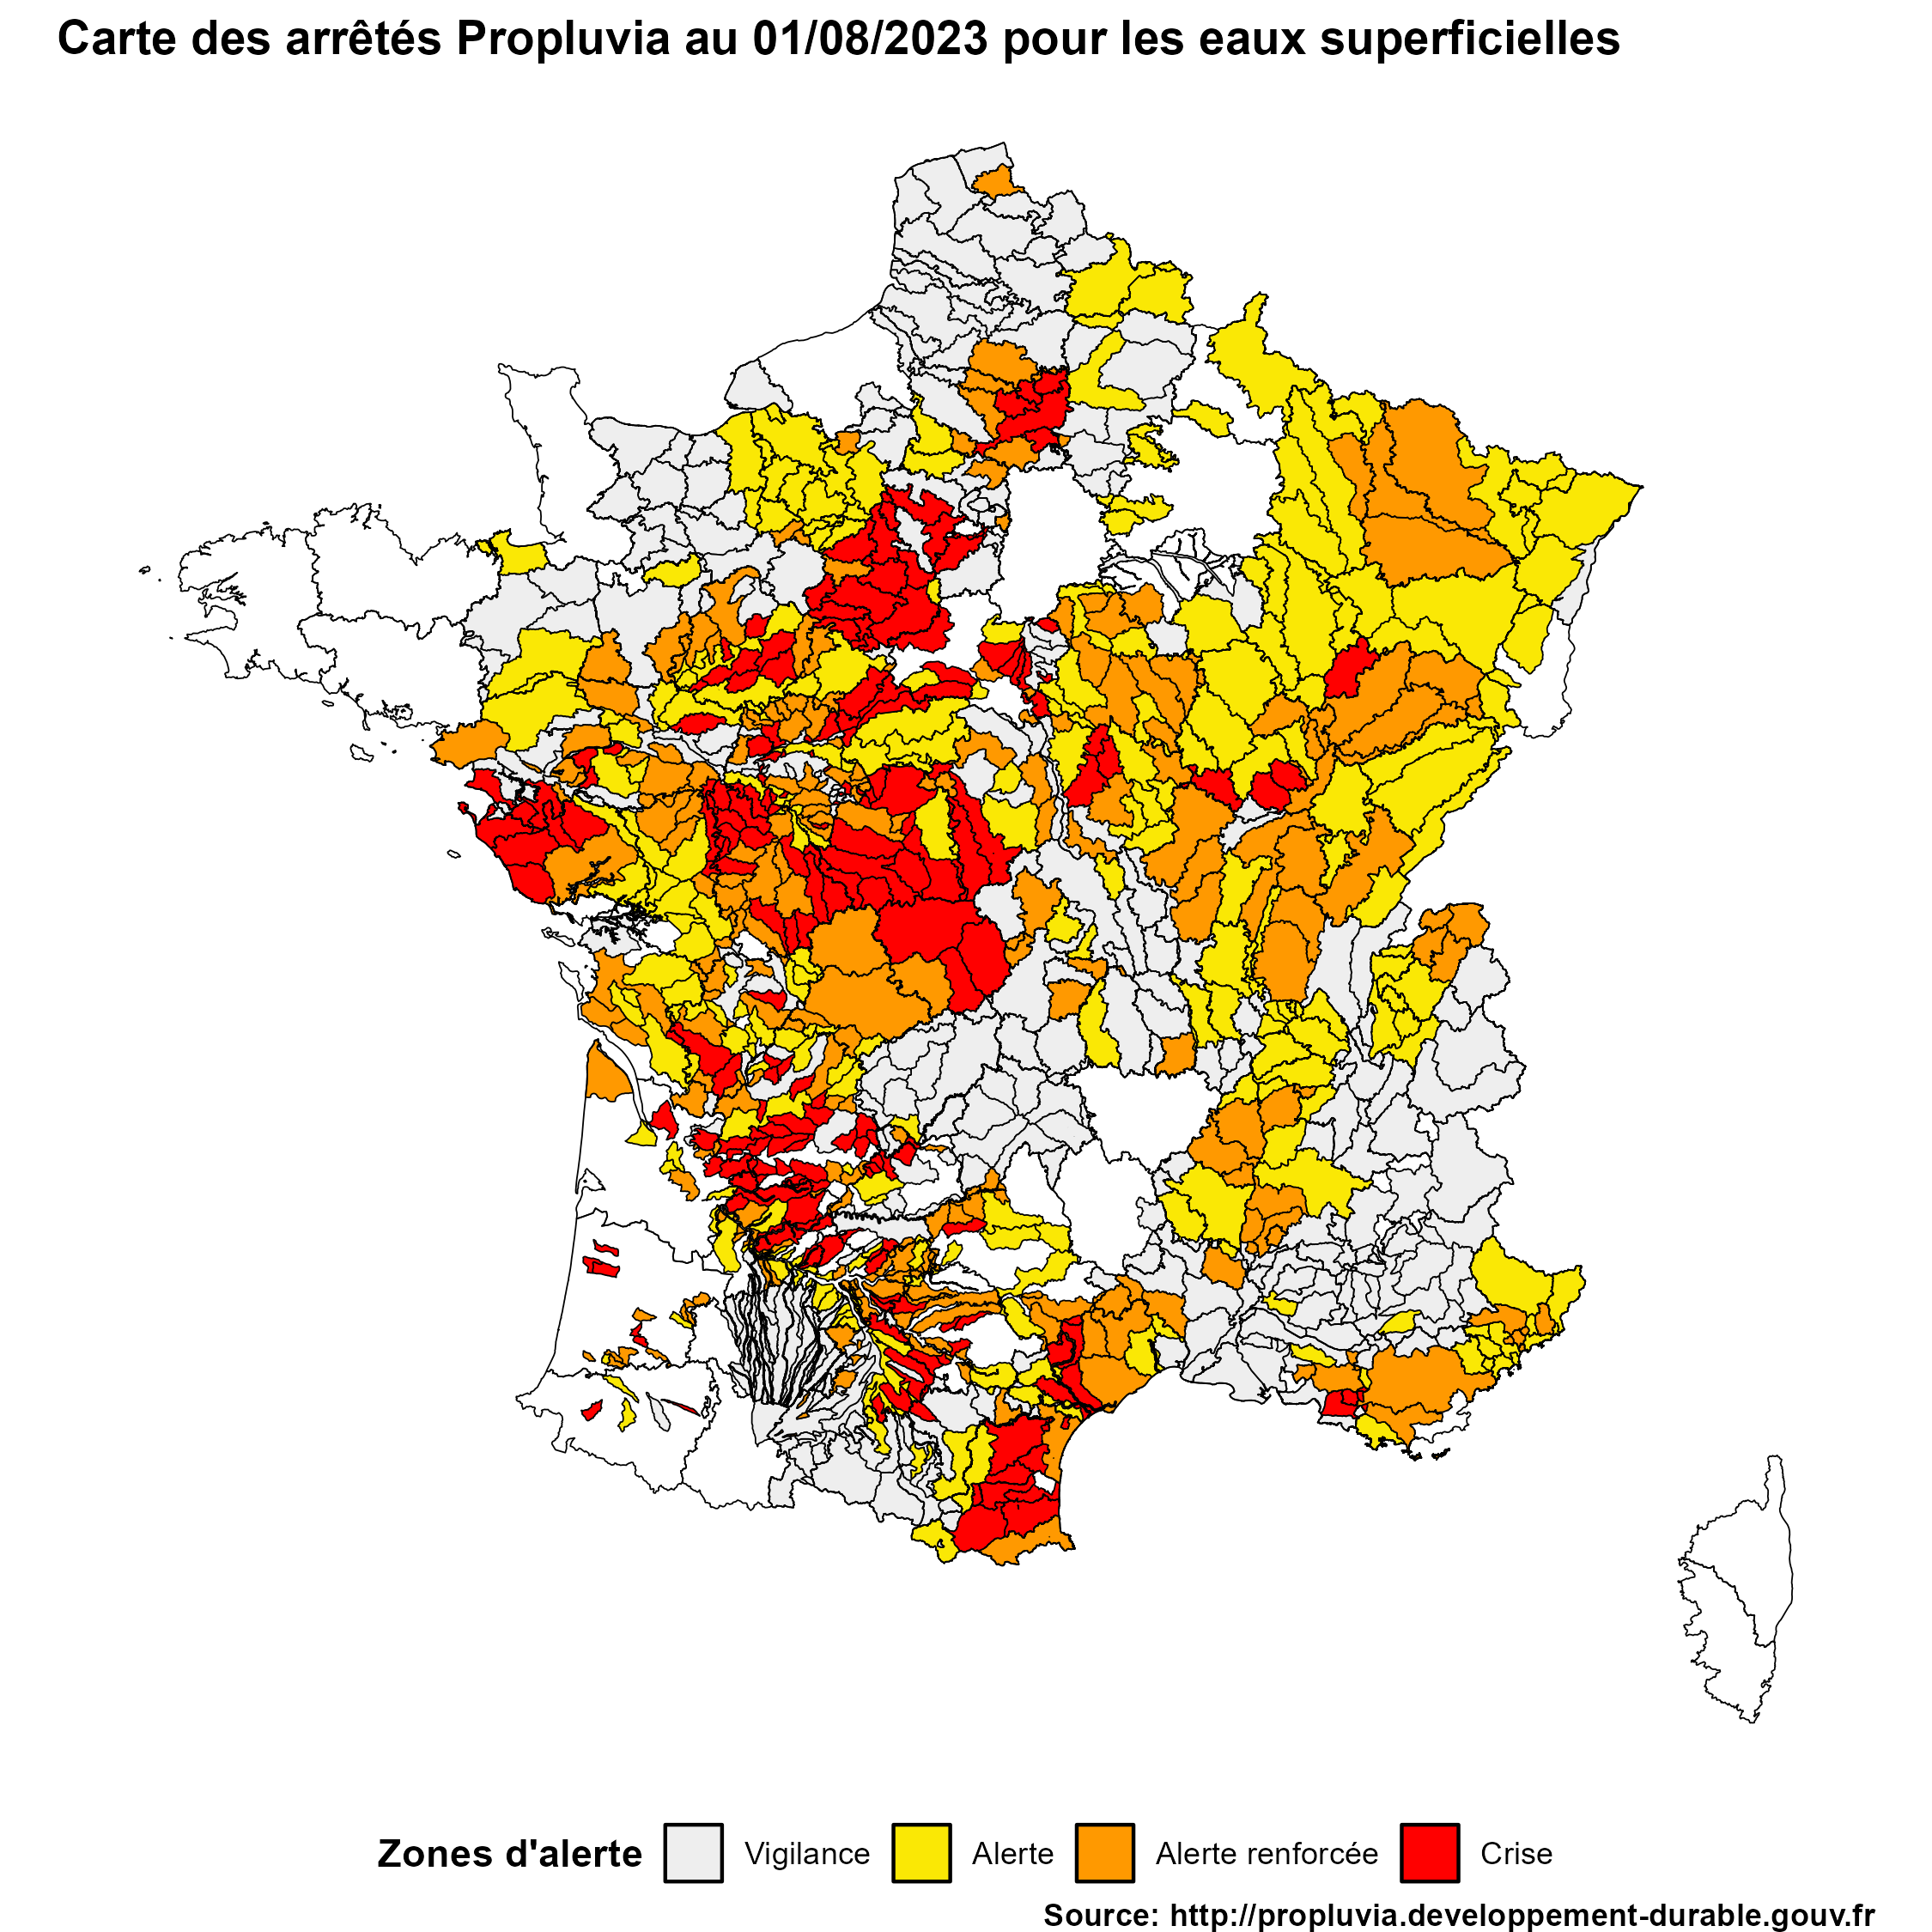 Carte des arrêtés Propluvia au 01/08/2023 pour les eaux superficielles
Zones d'alerte Vigilance Alerte Alerte renforcée Crise
Source: http://propluvia.developpement-durable.gouv.fr